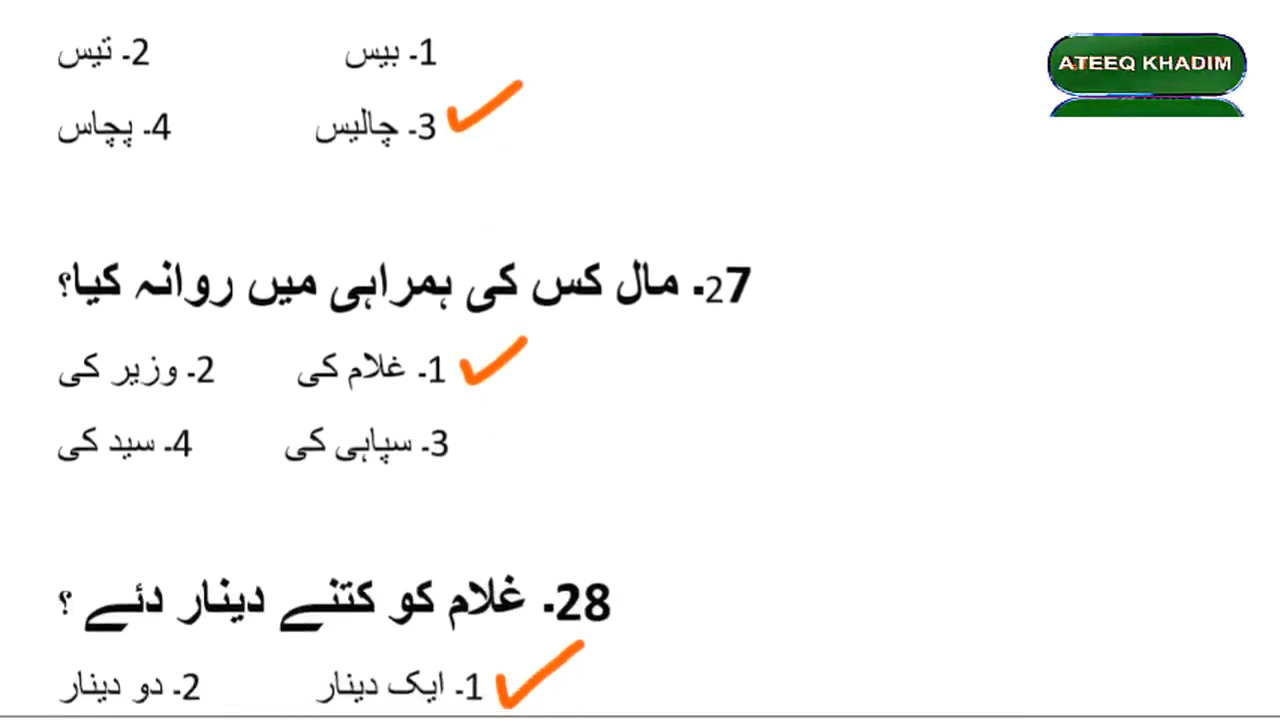 1۔ بیس 2۔ تیس
ATEEQ KHADIM
3۔ چالیس 4۔ پچاس
27۔ مال کس کی ہمراہی میں روانہ کیا؟
1۔ غلام کی 2۔ وزیر کی
3۔ سپاہی کی 4۔ سید کی
28۔ غلام کو کتنے دینار دئے ؟
1۔ ایک دینار 2۔ دو دینار